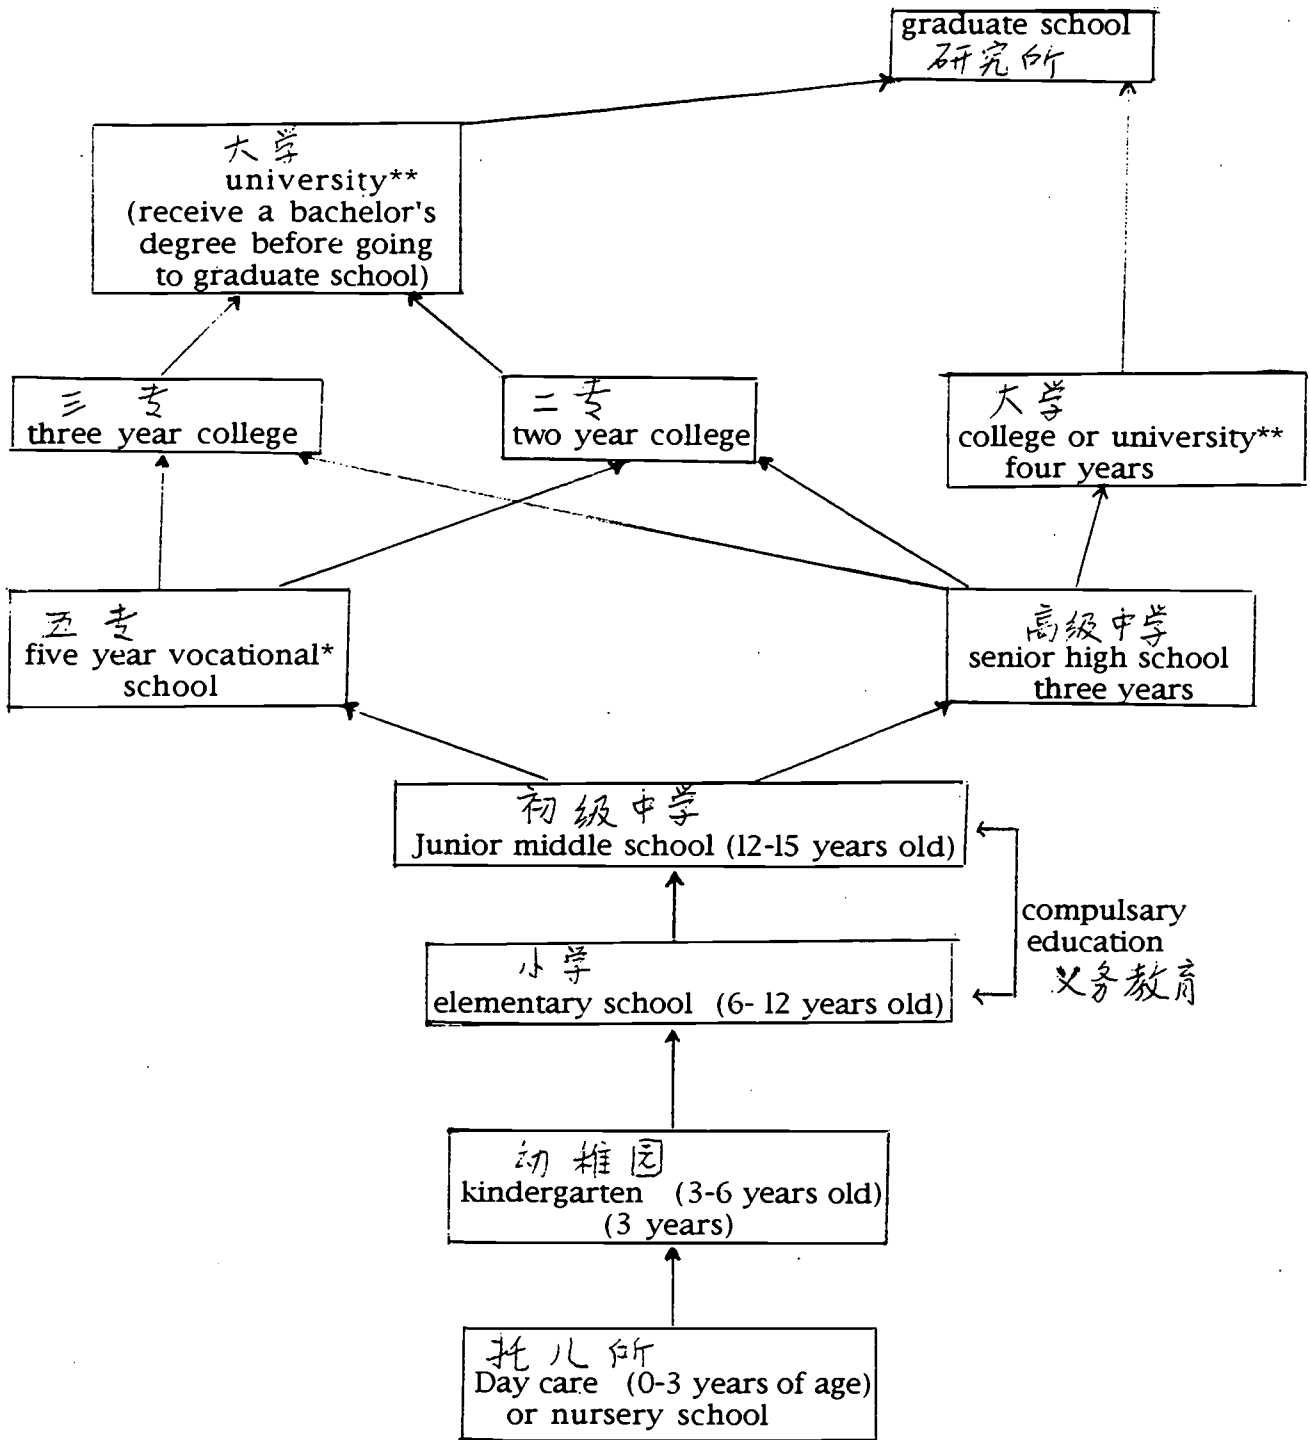 graduate school
研究所
大学
university**
(receive a bachelor's
degree before going
to graduate school)
三专
three year college
二专
two year college
大学
college or university**
four years
五专
five year vocational*
school
高级中学
senior high school
three years
初级中学
Junior middle school (12-15 years old)
compulsary
education
义务教育
小学
elementary school (6- 12 years old)
幼稚园
kindergarten (3-6 years old)
(3 years)
托儿所
Day care (0-3 years of age)
or nursery school